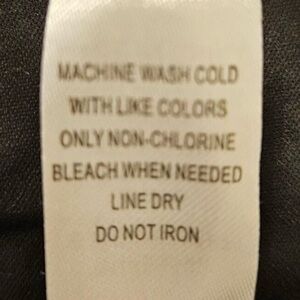 MACHINE WASH COLD
WITH LIKE COLORS
ONLY NON-CHLORINE
BLEACH WHEN NEEDED
LINE DRY
DO NOT IRON